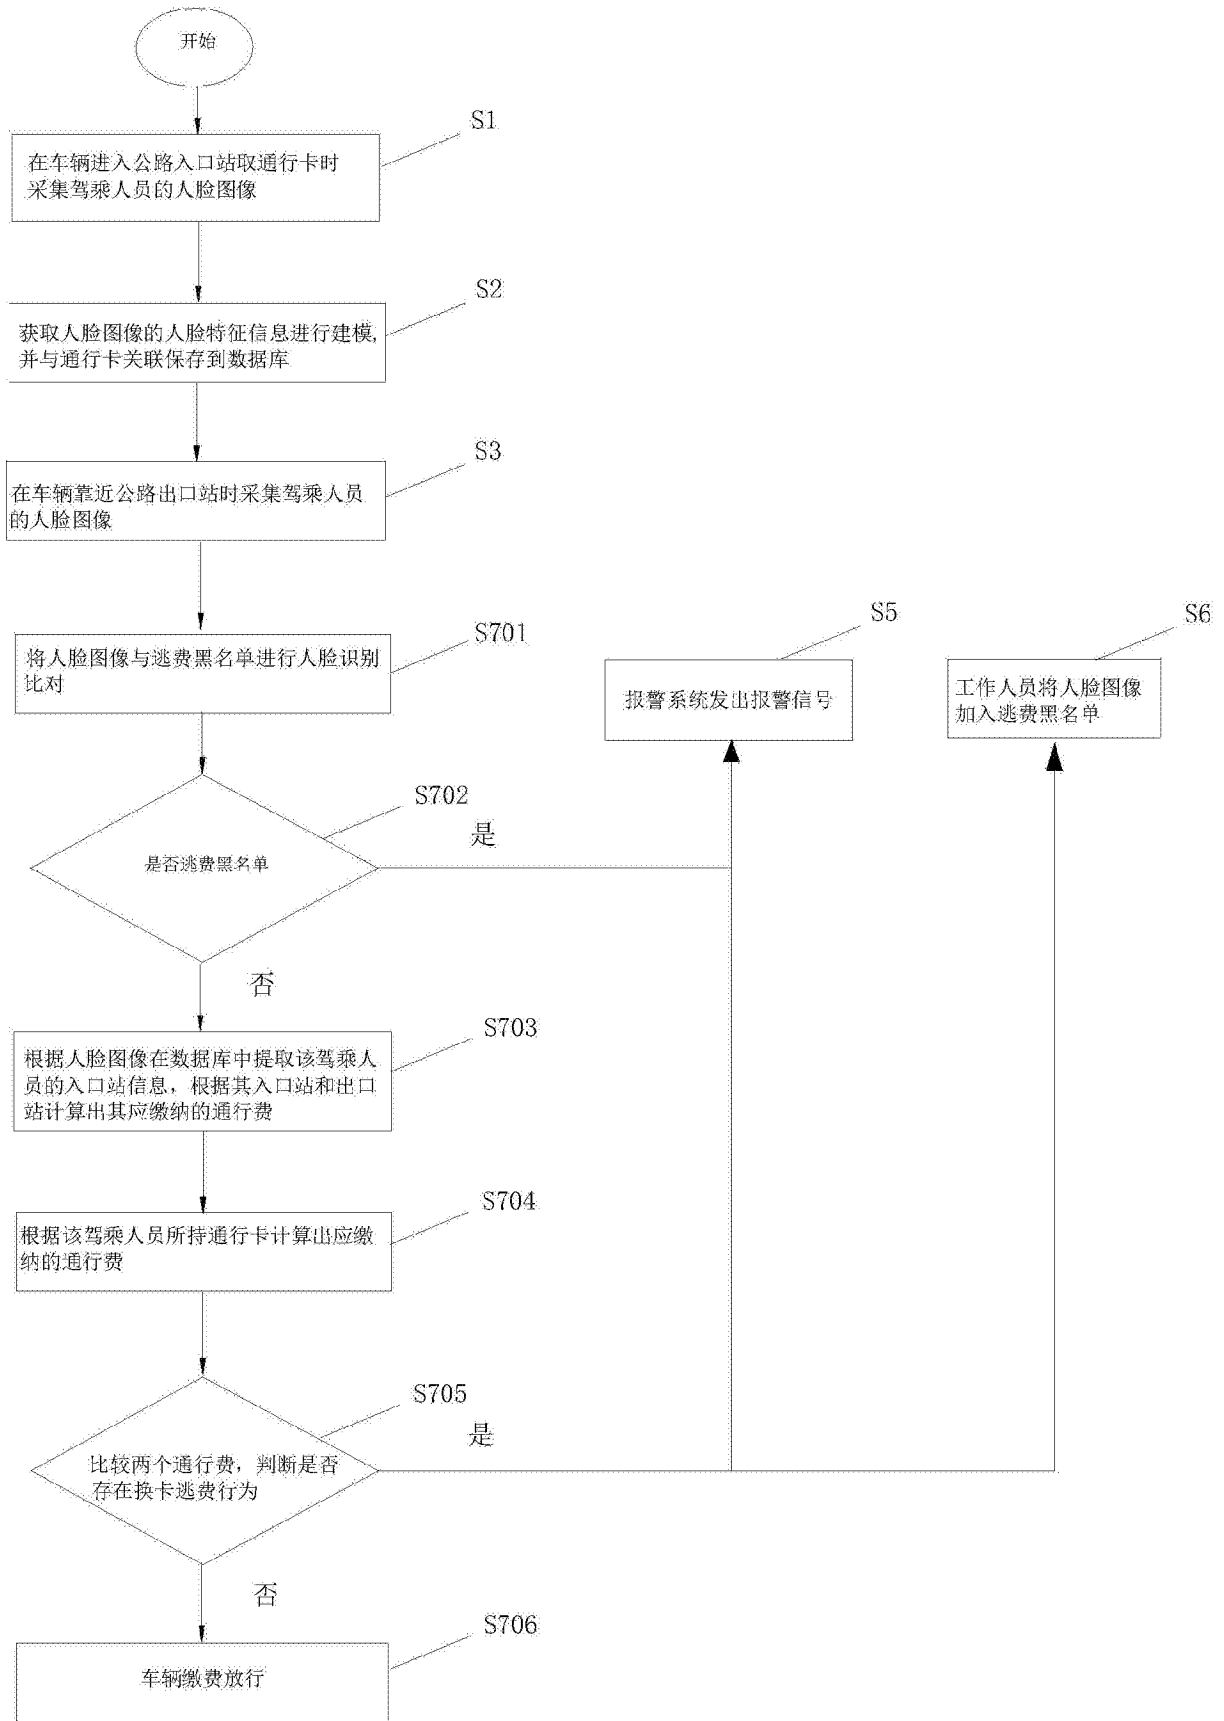 开始
S1
在车辆进入公路入口站取通行卡时
采集驾乘人员的人脸图像
S2
获取人脸图像的人脸特征信息进行建模,
并与通行卡关联保存到数据库
S3
在车辆靠近公路出口站时采集驾乘人员
的人脸图像
S701
将人脸图像与逃费黑名单进行人脸识别
比对
S5
报警系统发出报警信号
S6
工作人员将人脸图像
加入逃费黑名单
S702
是
是否逃费黑名单
否
S703
根据人脸图像在数据库中提取该驾乘人
员的入口站信息，根据其入口站和出口
站计算出其应缴纳的通行费
S704
根据该驾乘人员所持通行卡计算出应缴
纳的通行费
S705
是
比较两个通行费，判断是否
存在换卡逃费行为
否
S706
车辆缴费放行